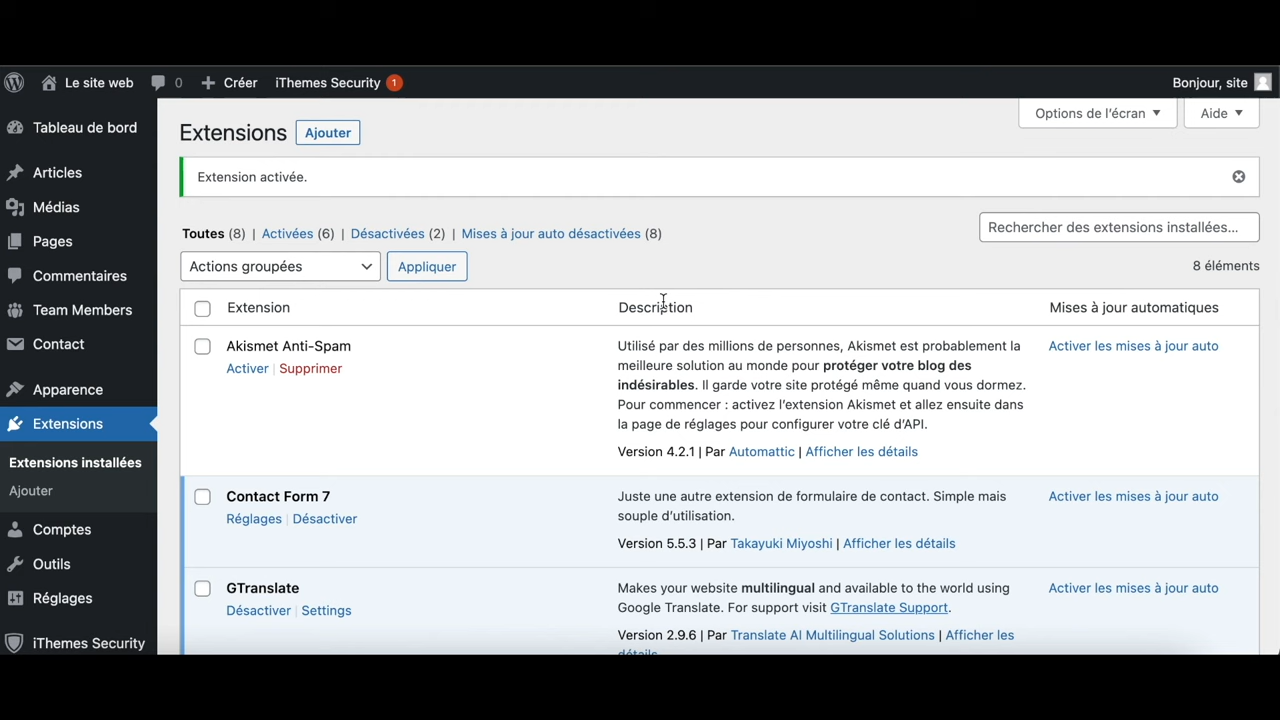 Le site web 0 Créer iThemes Security 1 Bonjour, site
Tableau de bord
Articles
Médias
Pages
Commentaires
Team Members
Contact
Apparence
Extensions
Extensions installées
Ajouter
Comptes
Outils
Réglages
iThemes Security
Options de l'écran Aide
Extensions Ajouter
Extension activée.
Toutes (8) | Activées (6) | Désactivées (2) | Mises à jour auto désactivées (8)
Rechercher des extensions installées...
Actions groupées Appliquer
8 éléments
Extension Description Mises à jour automatiques
Akismet Anti-Spam
Activer | Supprimer
Utilisé par des millions de personnes, Akismet est probablement la
meilleure solution au monde pour protéger votre blog des
indésirables. Il garde votre site protégé même quand vous dormez.
Pour commencer : activez l'extension Akismet et allez ensuite dans
la page de réglages pour configurer votre clé d'API.
Version 4.2.1 | Par Automattic | Afficher les détails
Activer les mises à jour auto
Contact Form 7
Réglages | Désactiver
Juste une autre extension de formulaire de contact. Simple mais
souple d'utilisation.
Version 5.5.3 | Par Takayuki Miyoshi | Afficher les détails
Activer les mises à jour auto
GTranslate
Désactiver | Settings
Makes your website multilingual and available to the world using
Google Translate. For support visit GTranslate Support.
Version 2.9.6 | Par Translate AI Multilingual Solutions | Afficher les
détails
Activer les mises à jour auto